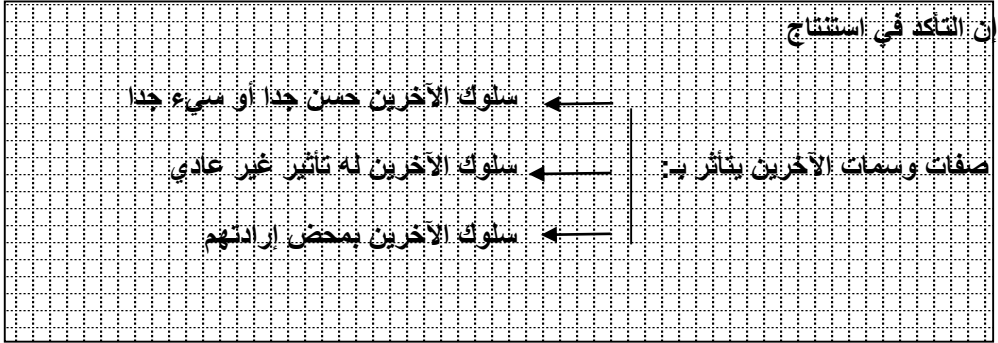 إن التأكد في استنتاج
سلوك الآخرين حسن جدا أو سيء جدا
صفات وسمات الآخرين يتأثر بـ:
سلوك الآخرين له تأثير غير عادي
سلوك الآخرين بمحض إرادتهم